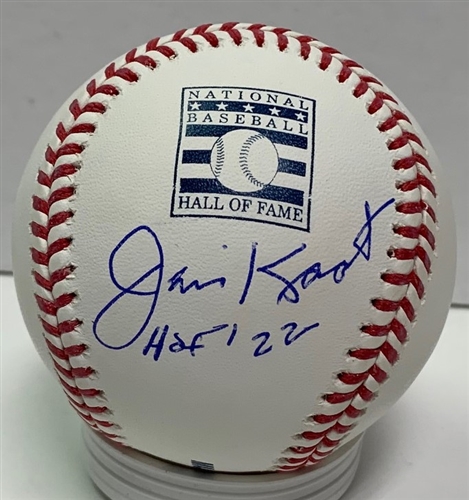 NATIONAL
BASEBALL
HALL OF FAME
Jim Kaat
HOF '22